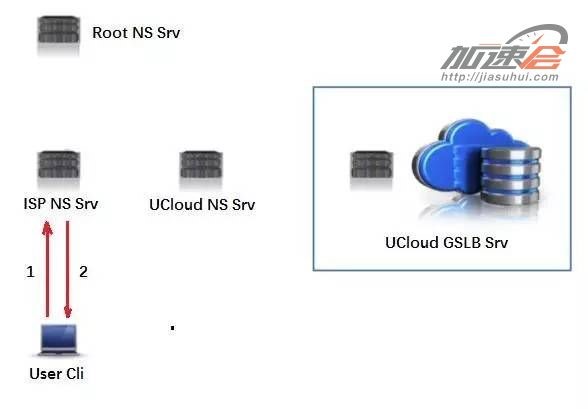 Root NS Srv
加速会
http://jiasuhui.com
ISP NS Srv
UCloud NS Srv
UCloud GSLB Srv
1
2
User Cli